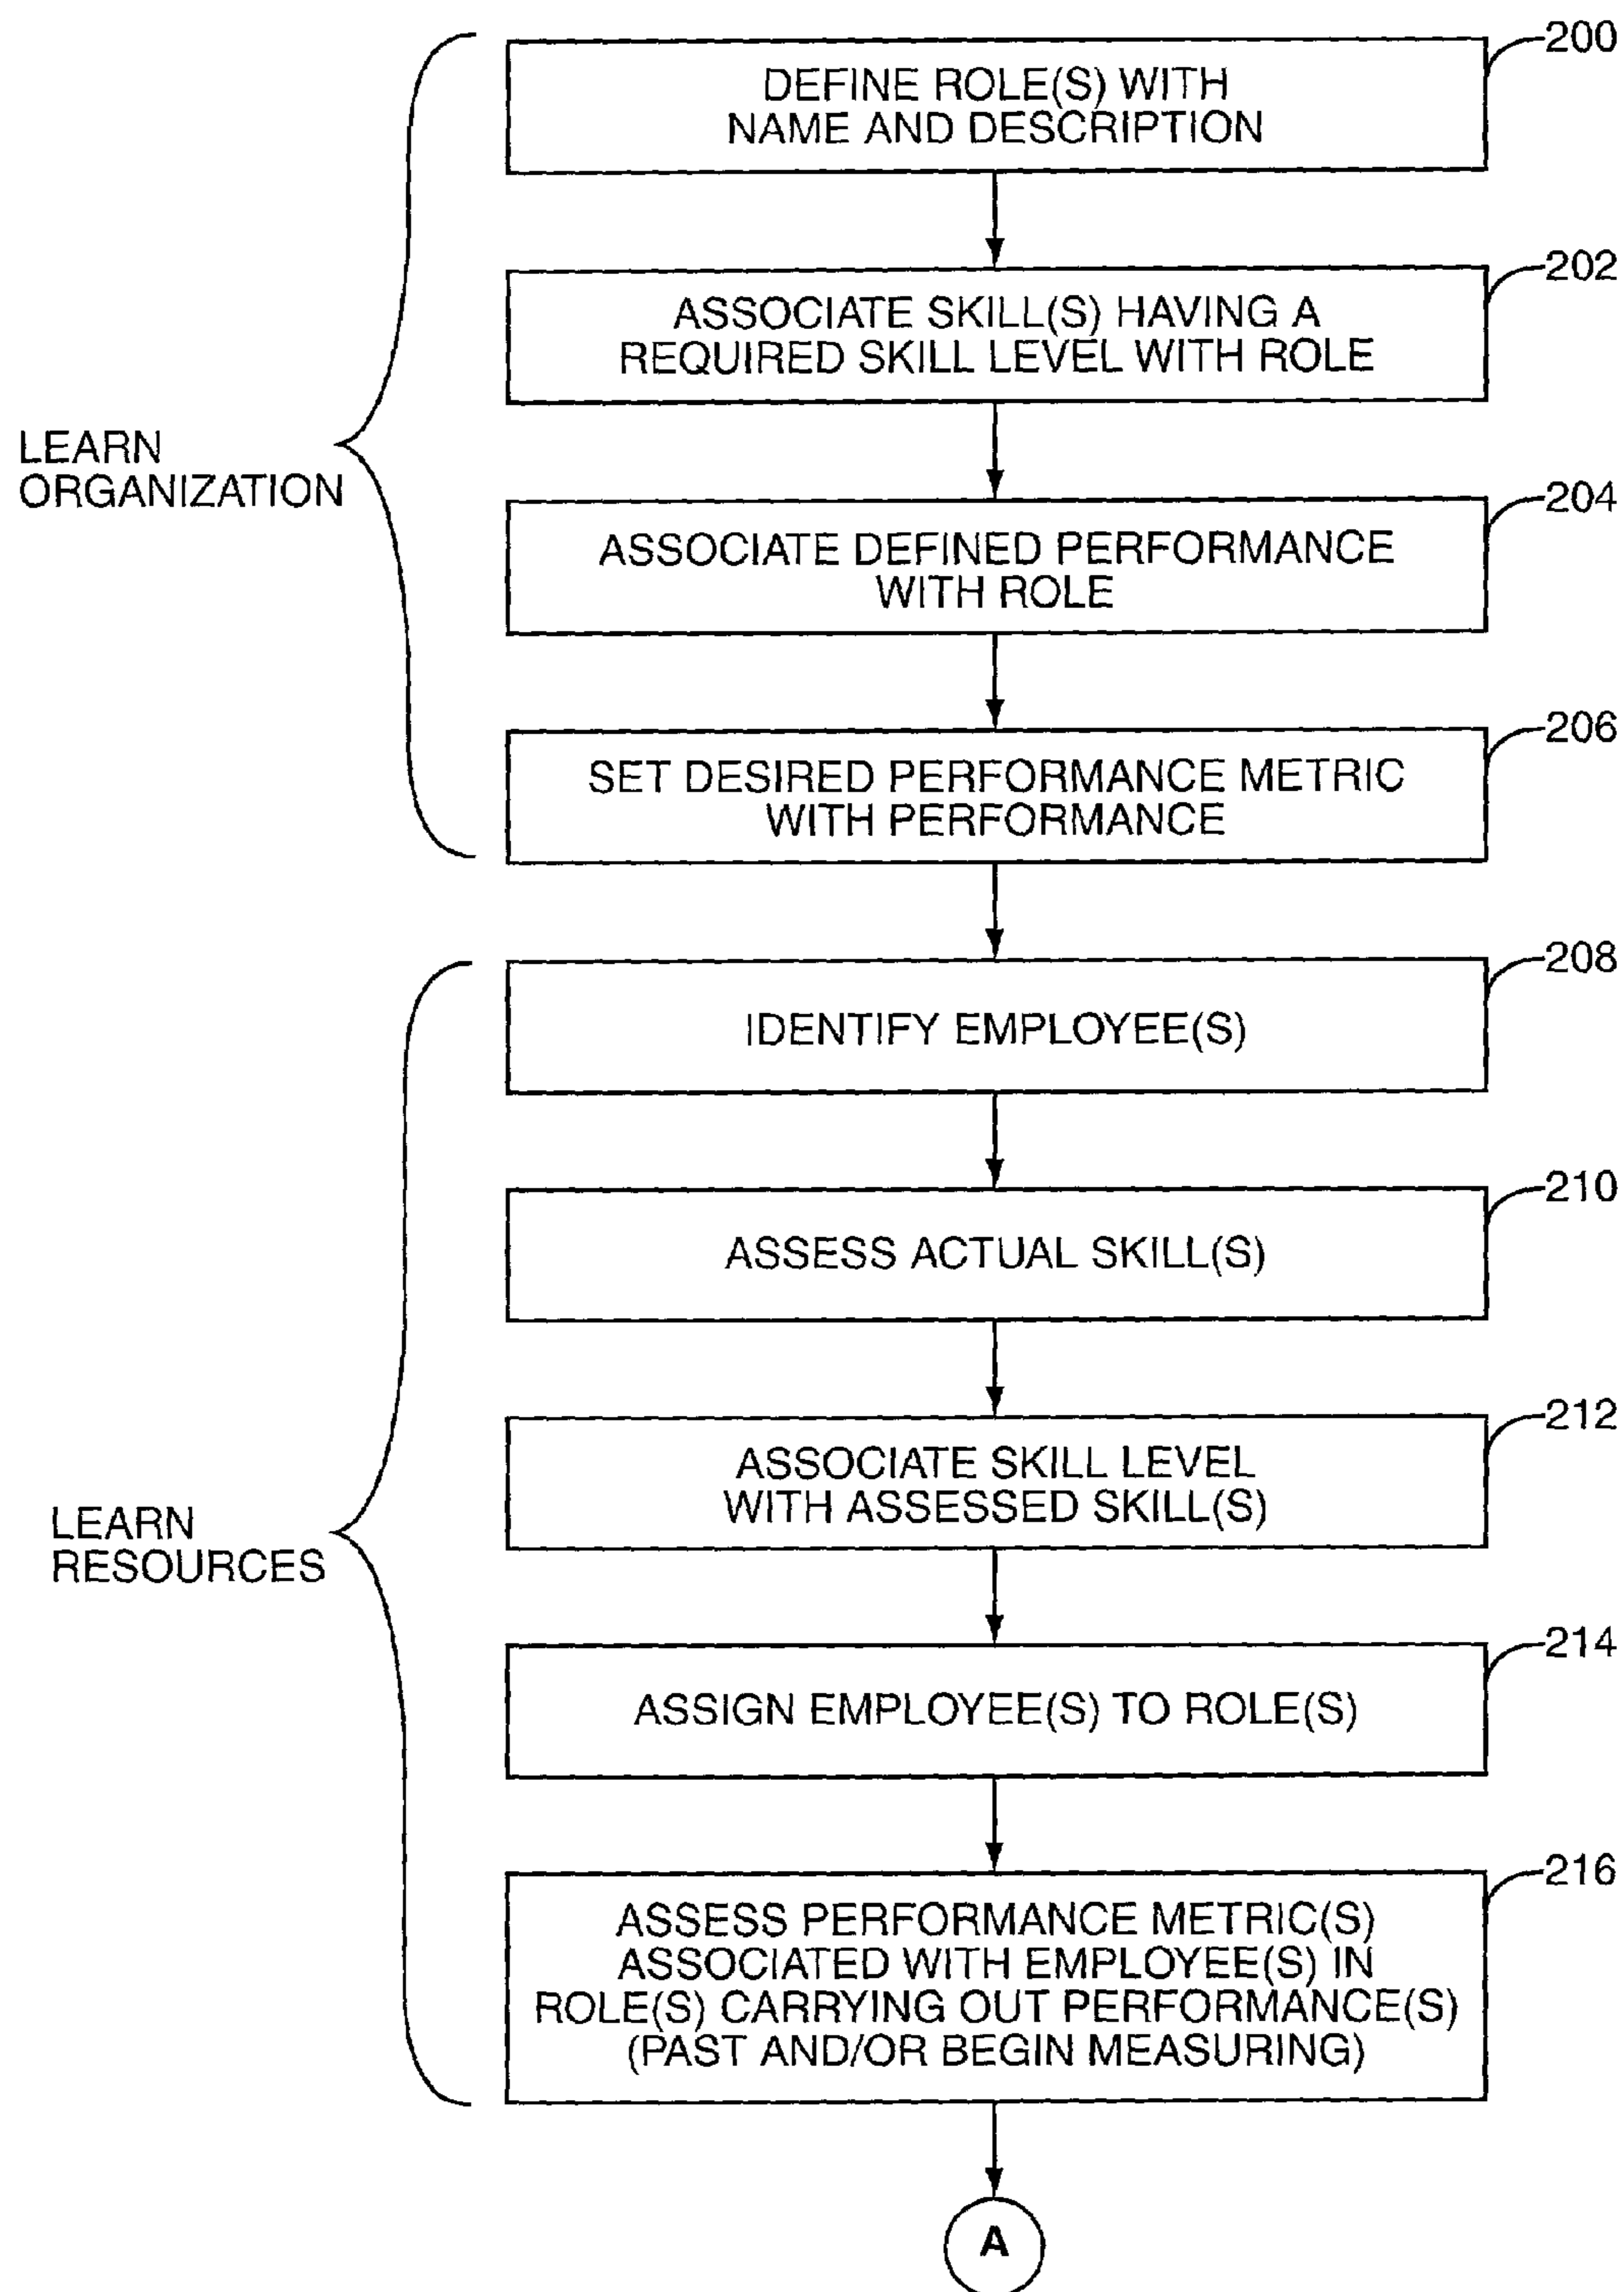 200
DEFINE ROLE(S) WITH
NAME AND DESCRIPTION
202
ASSOCIATE SKILL(S) HAVING A
REQUIRED SKILL LEVEL WITH ROLE
LEARN
ORGANIZATION
204
ASSOCIATE DEFINED PERFORMANCE
WITH ROLE
206
SET DESIRED PERFORMANCE METRIC
WITH PERFORMANCE
208
IDENTIFY EMPLOYEE(S)
210
ASSESS ACTUAL SKILL(S)
212
ASSOCIATE SKILL LEVEL
WITH ASSESSED SKILL(S)
LEARN
RESOURCES
214
ASSIGN EMPLOYEE(S) TO ROLE(S)
216
ASSESS PERFORMANCE METRIC(S)
ASSOCIATED WITH EMPLOYEE(S) IN
ROLE(S) CARRYING OUT PERFORMANCE(S)
(PAST AND/OR BEGIN MEASURING)
A